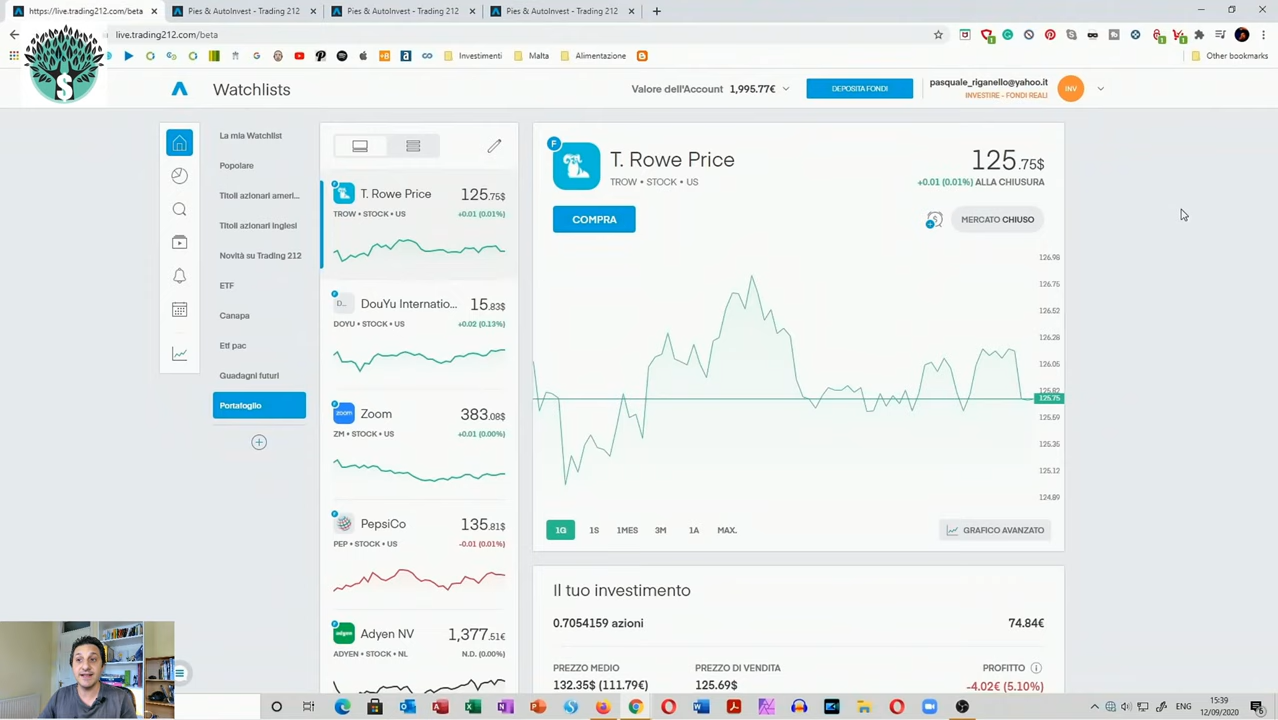 https://live.trading212.com/beta
Pies & AutoInvest - Trading 212
Pies & AutoInvest - Trading 212
Pies & AutoInvest - Trading 212
live.trading212.com/beta
Investimenti
Malta
Alimentazione
Other bookmarks
Watchlists
Valore dell'Account 1,995.77€
DEPOSITA FONDI
pasquale_riganello@yahoo.it
INVESTIRE - FONDI REALI
INV
La mia Watchlist
Popolare
Titoli azionari ameri...
Titoli azionari inglesi
Novità su Trading 212
ETF
Canapa
Etf pac
Guadagni futuri
Portafoglio
T. Rowe Price 125.75$
TROW • STOCK • US +0.01 (0.01%)
D...
DouYu Internatio... 15.83$
DOYU • STOCK • US +0.02 (0.13%)
zoom
Zoom 383.08$
ZM • STOCK • US +0.01 (0.00%)
PepsiCo 135.81$
PEP • STOCK • US -0.01 (0.01%)
adyen
Adyen NV 1,377.51€
ADYEN • STOCK • NL N.D. (0.00%)
F
T. Rowe Price 125.75$
TROW • STOCK • US +0.01 (0.01%) ALLA CHIUSURA
COMPRA
MERCATO CHIUSO
126.98
126.75
126.52
126.28
126.05
125.82
125.75
125.59
125.35
125.12
124.89
1G 1S 1MES 3M 1A MAX.
GRAFICO AVANZATO
Il tuo investimento
0.7054159 azioni 74.84€
PREZZO MEDIO PREZZO DI VENDITA PROFITTO
132.35$ (111.79€) 125.69$ -4.02€ (5.10%)
ENG
15:39
12/09/2020
$